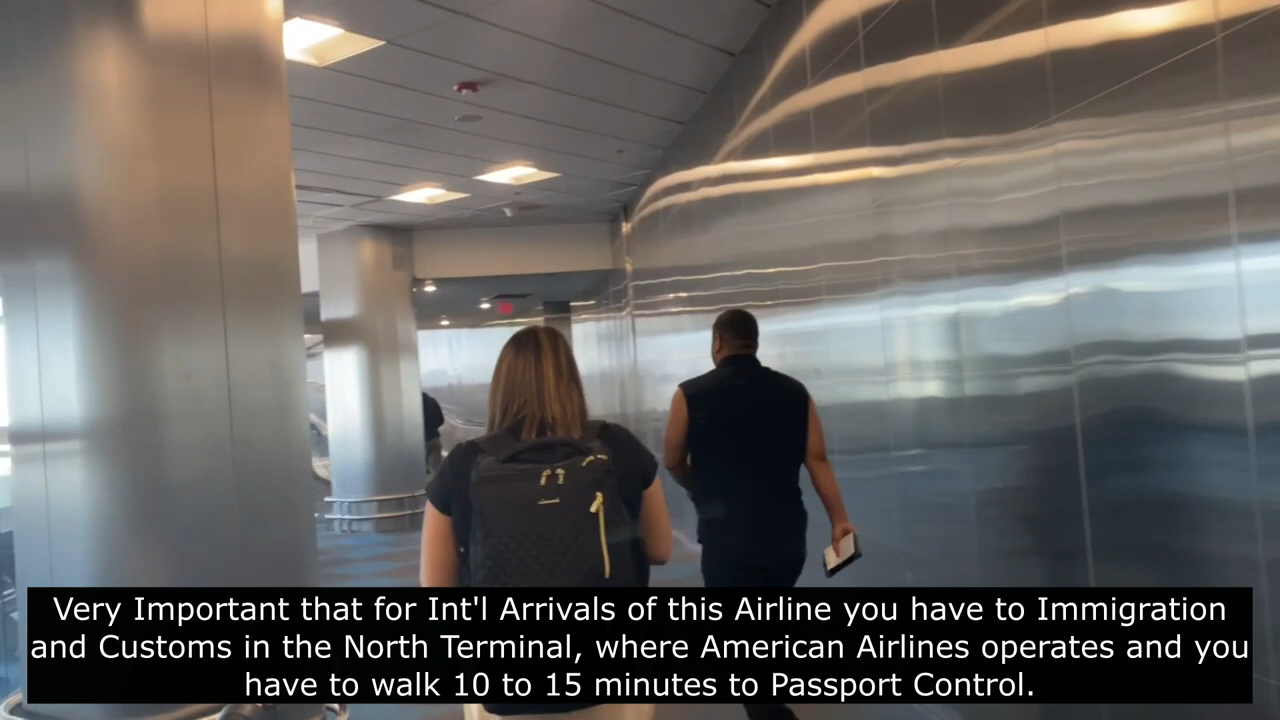 Very Important that for Int'l Arrivals of this Airline you have to Immigration
and Customs in the North Terminal, where American Airlines operates and you
have to walk 10 to 15 minutes to Passport Control.